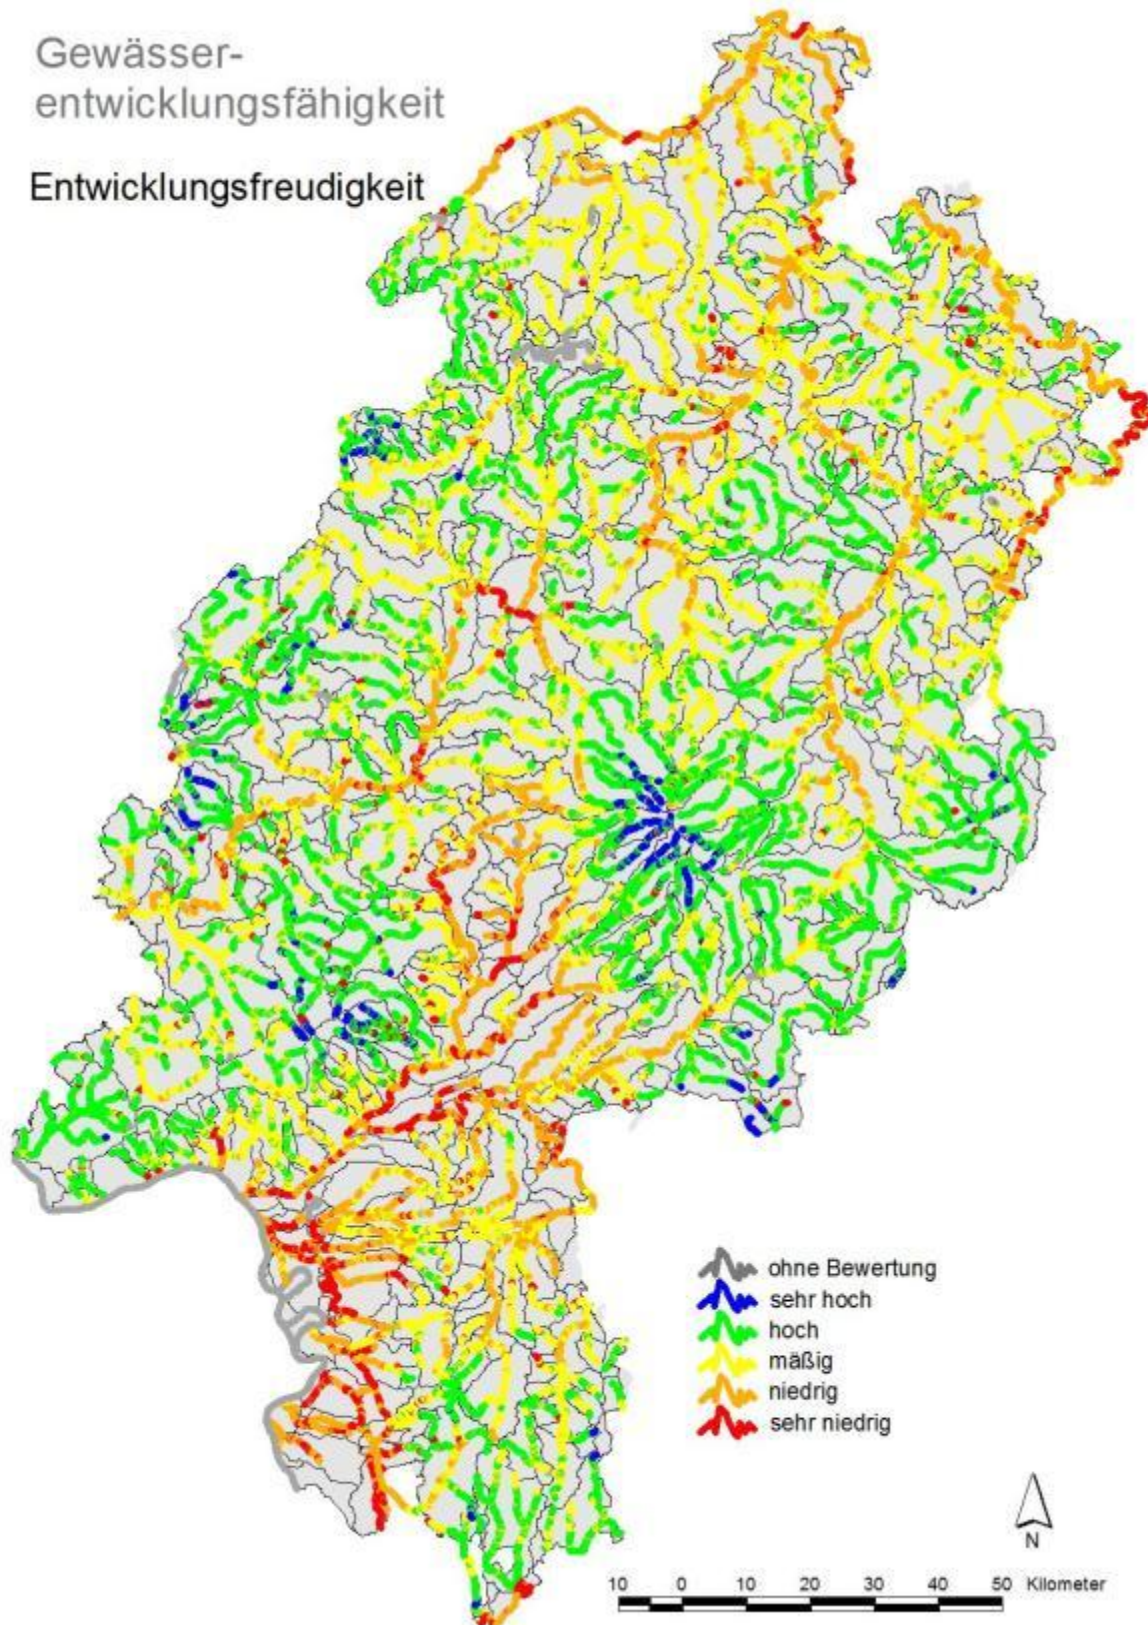 Gewässer-
entwicklungsfähigkeit
Entwicklungsfreudigkeit
ohne Bewertung
sehr hoch
hoch
mäßig
niedrig
sehr niedrig
N
10 0 10 20 30 40 50 Kilometer